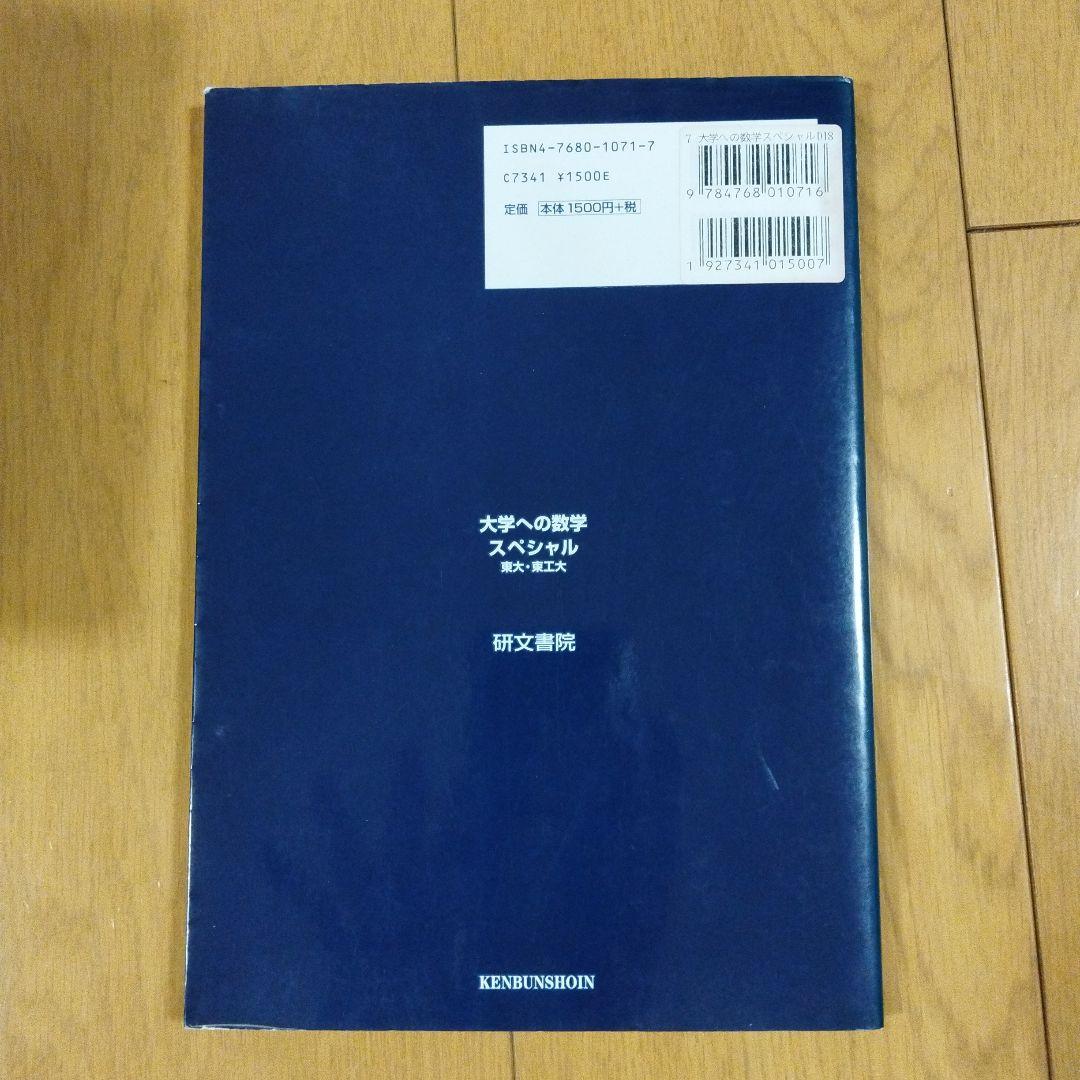 ISBN4-7680-1071-7
C7341 ¥1500E
定価 本体1500円+税
7 大学への数学スペシャルD18
9 784768 010716
1 927341 015007
大学への数学
スペシャル
東大・東工大
研文書院
KENBUNSHOIN